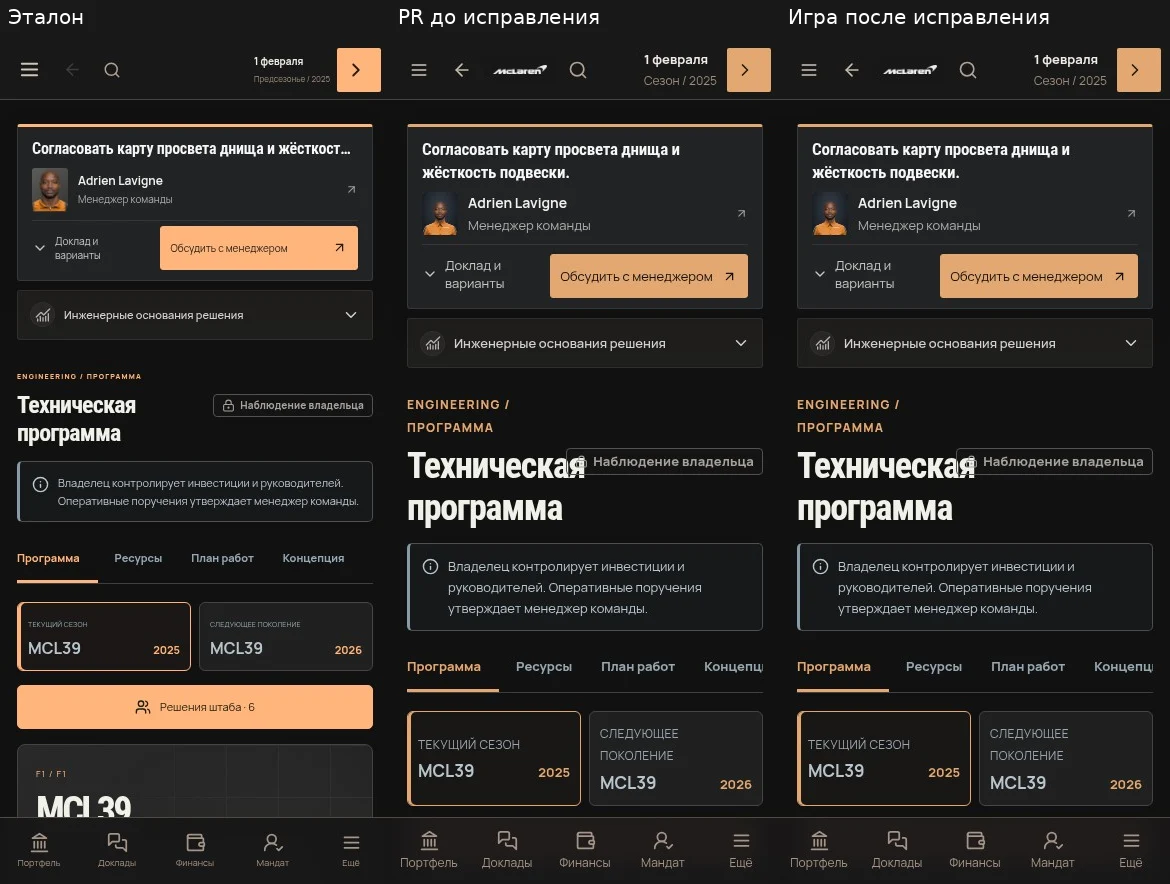 Эталон
1 февраля
Предсезонье / 2025
Согласовать карту просвета днища и жёсткост...
Adrien Lavigne
Менеджер команды
Доклад и
варианты
Обсудить с менеджером
Инженерные основания решения
ENGINEERING / ПРОГРАММА
Техническая
программа
Наблюдение владельца
Владелец контролирует инвестиции и руководителей.
Оперативные поручения утверждает менеджер команды.
Программа Ресурсы План работ Концепция
ТЕКУЩИЙ СЕЗОН
MCL39 2025
СЛЕДУЮЩЕЕ ПОКОЛЕНИЕ
MCL39 2026
Решения штаба · 6
F1 / F1
MCL39
Портфель Доклады Финансы Мандат Ещё
PR до исправления
McLaren
1 февраля
Сезон / 2025
Согласовать карту просвета днища и
жёсткость подвески.
Adrien Lavigne
Менеджер команды
Доклад и
варианты
Обсудить с менеджером
Инженерные основания решения
ENGINEERING /
ПРОГРАММА
Техническая
программа
Наблюдение владельца
Владелец контролирует инвестиции и
руководителей. Оперативные поручения
утверждает менеджер команды.
Программа Ресурсы План работ Концепц
ТЕКУЩИЙ СЕЗОН
MCL39 2025
СЛЕДУЮЩЕЕ
ПОКОЛЕНИЕ
MCL39 2026
Портфель Доклады Финансы Мандат Ещё
Игра после исправления
McLaren
1 февраля
Сезон / 2025
Согласовать карту просвета днища и
жёсткость подвески.
Adrien Lavigne
Менеджер команды
Доклад и
варианты
Обсудить с менеджером
Инженерные основания решения
ENGINEERING /
ПРОГРАММА
Техническая
программа
Наблюдение владельца
Владелец контролирует инвестиции и
руководителей. Оперативные поручения
утверждает менеджер команды.
Программа Ресурсы План работ Концепц
ТЕКУЩИЙ СЕЗОН
MCL39 2025
СЛЕДУЮЩЕЕ
ПОКОЛЕНИЕ
MCL39 2026
Портфель Доклады Финансы Мандат Ещё